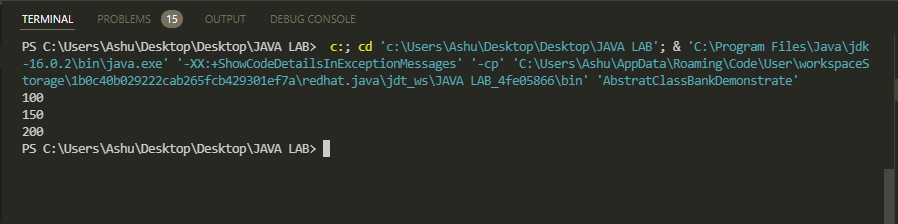 TERMINAL PROBLEMS 15 OUTPUT DEBUG CONSOLE
PS C:\Users\Ashu\Desktop\Desktop\JAVA LAB>  c:; cd 'c:\Users\Ashu\Desktop\Desktop\JAVA LAB'; & 'C:\Program Files\Java\jdk
-16.0.2\bin\java.exe' '-XX:+ShowCodeDetailsInExceptionMessages' '-cp' 'C:\Users\Ashu\AppData\Roaming\Code\User\workspaceS
torage\1b0c40b029222cab265fcb429301ef7a\redhat.java\jdt_ws\JAVA LAB_4fe05866\bin' 'AbstratClassBankDemonstrate'
100
150
200
PS C:\Users\Ashu\Desktop\Desktop\JAVA LAB>